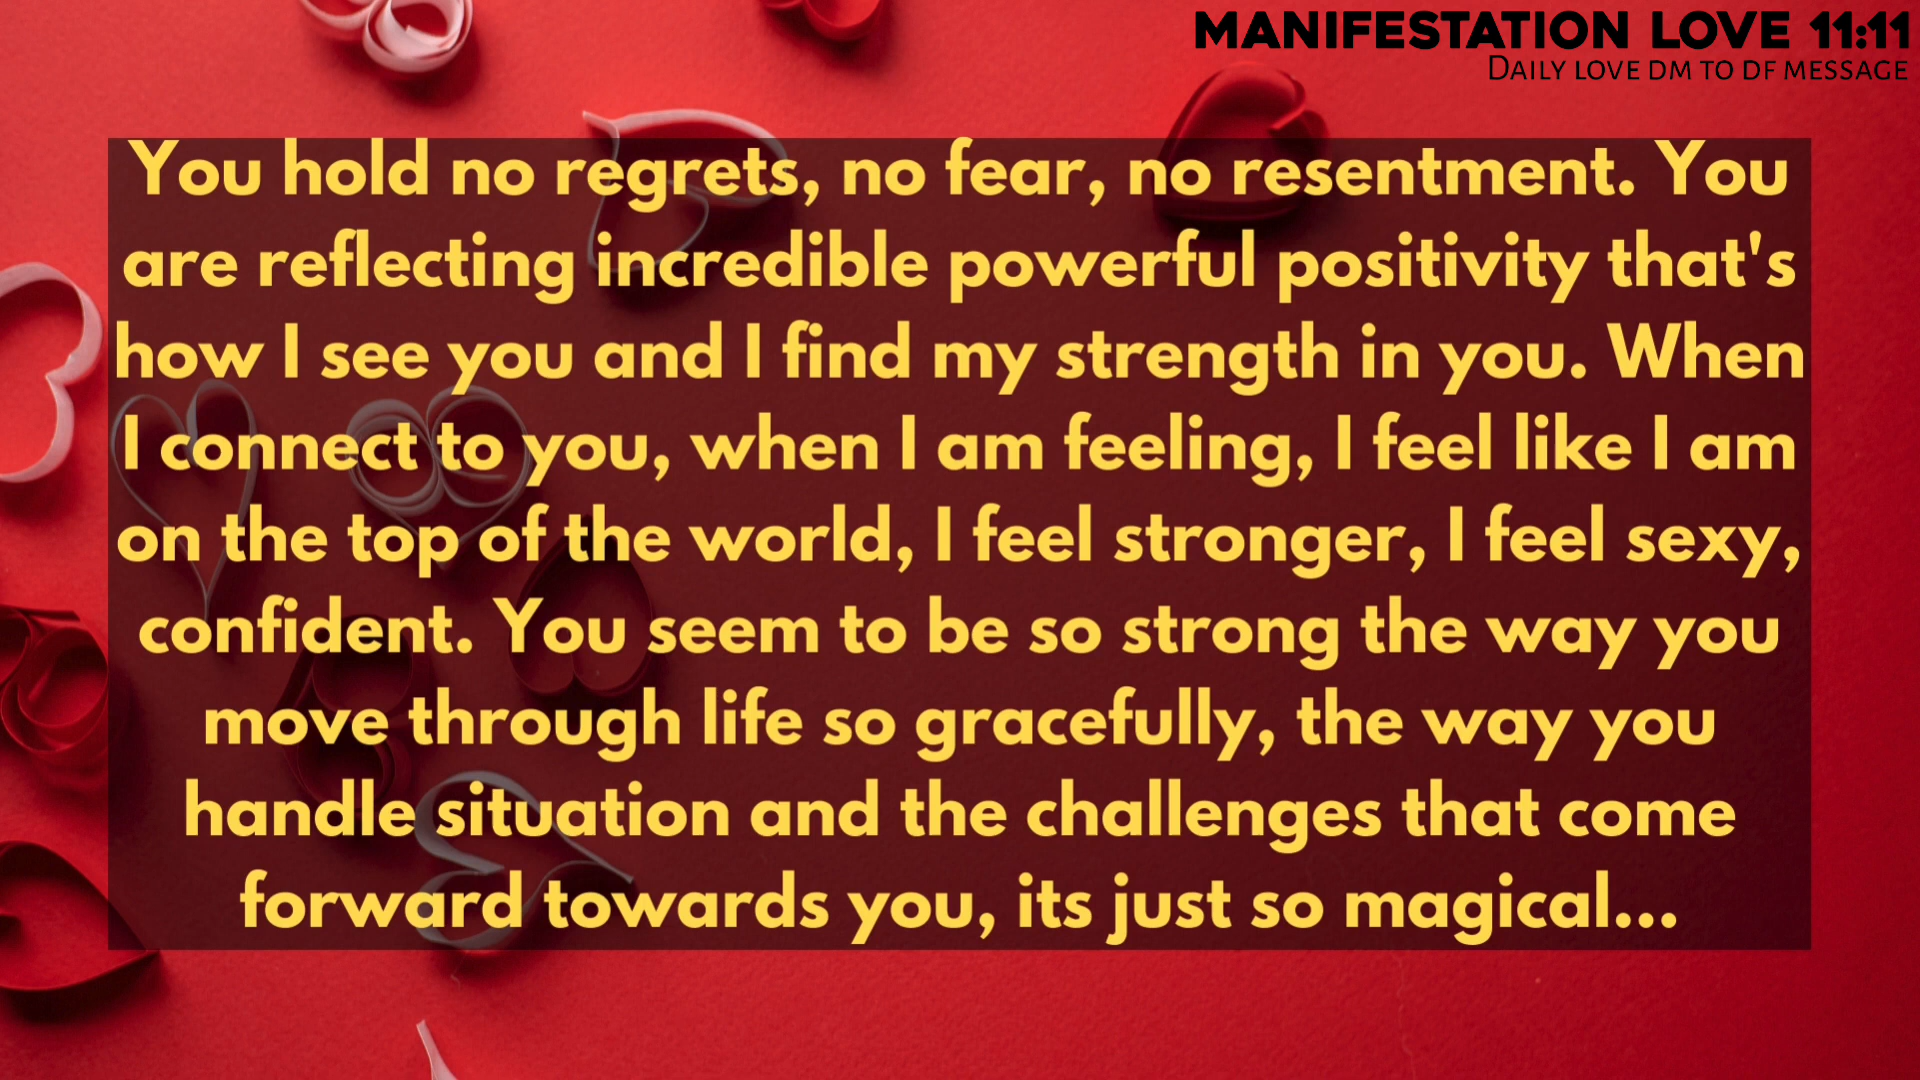 MANIFESTATION LOVE 11:11
DAILY LOVE DM TO DF MESSAGE
You hold no regrets, no fear, no resentment. You
are reflecting incredible powerful positivity that's
how I see you and I find my strength in you. When
I connect to you, when I am feeling, I feel like I am
on the top of the world, I feel stronger, I feel sexy,
confident. You seem to be so strong the way you
move through life so gracefully, the way you
handle situation and the challenges that come
forward towards you, its just so magical...